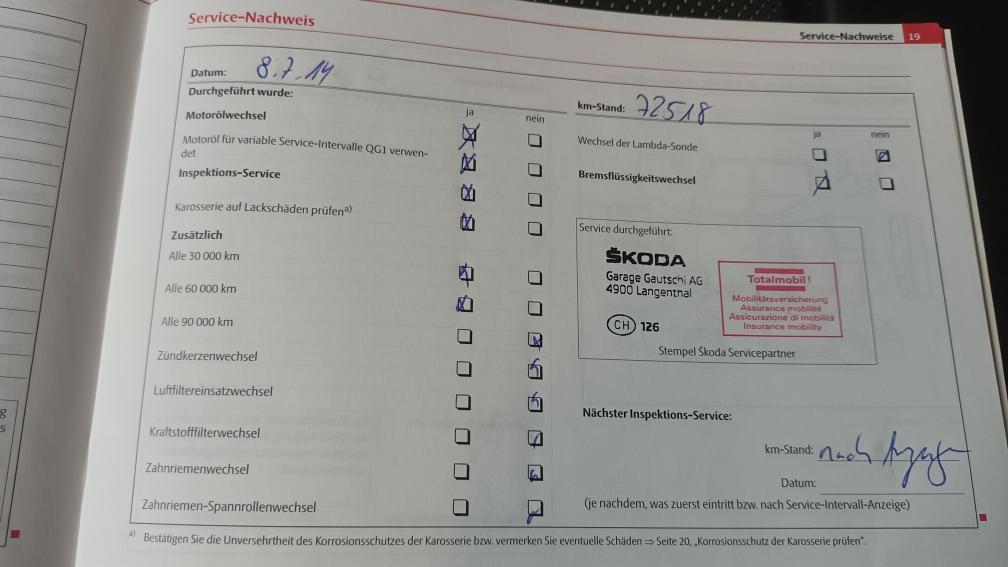 Service-Nachweis
Service-Nachweise 19
Datum: 8.7.14
km-Stand: 72518
Durchgeführt wurde:
ja nein
Motorölwechsel
Motoröl für variable Service-Intervalle QG1 verwen-
det
Inspektions-Service
Karosserie auf Lackschäden prüfen a)
Zusätzlich
Alle 30 000 km
Alle 60 000 km
Alle 90 000 km
Zündkerzenwechsel
Luftfiltereinsatzwechsel
Kraftstofffilterwechsel
Zahnriemenwechsel
Zahnriemen-Spannrollenwechsel
ja nein
Wechsel der Lambda-Sonde
Bremsflüssigkeitswechsel
Service durchgeführt:
ŠKODA
Garage Gautschi AG
4900 Langenthal
CH 126
Totalmobil!
Mobilitätsversicherung
Assurance mobilité
Assicurazione di mobilità
Insurance mobility
Stempel Škoda Servicepartner
Nächster Inspektions-Service:
km-Stand: nach
Datum:
(je nachdem, was zuerst eintritt bzw. nach Service-Intervall-Anzeige)
a) Bestätigen Sie die Unversehrtheit des Korrosionsschutzes der Karosserie bzw. vermerken Sie eventuelle Schäden ⇒ Seite 20, „Korrosionsschutz der Karosserie prüfen“.